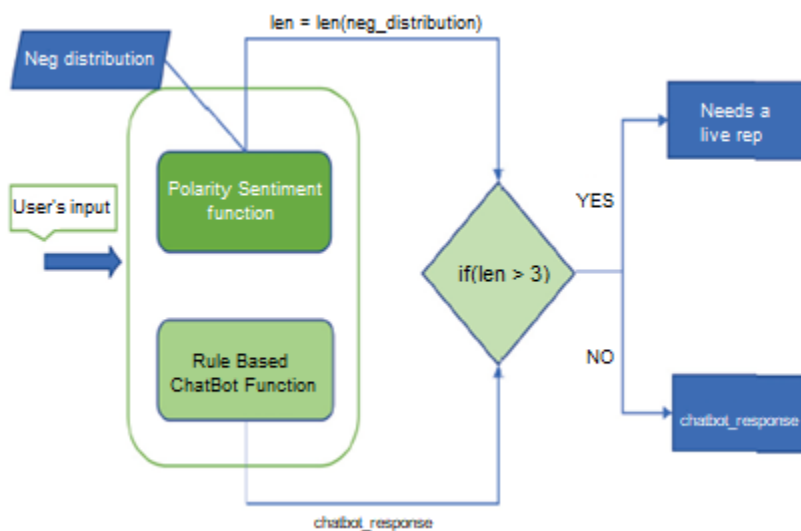 len = len(neg_distribution)
Neg distribution
Needs a
live rep
Polarity Sentiment
function
User's input
YES
if(len > 3)
NO
Rule Based
ChatBot Function
chatbot_response
chatbot_response